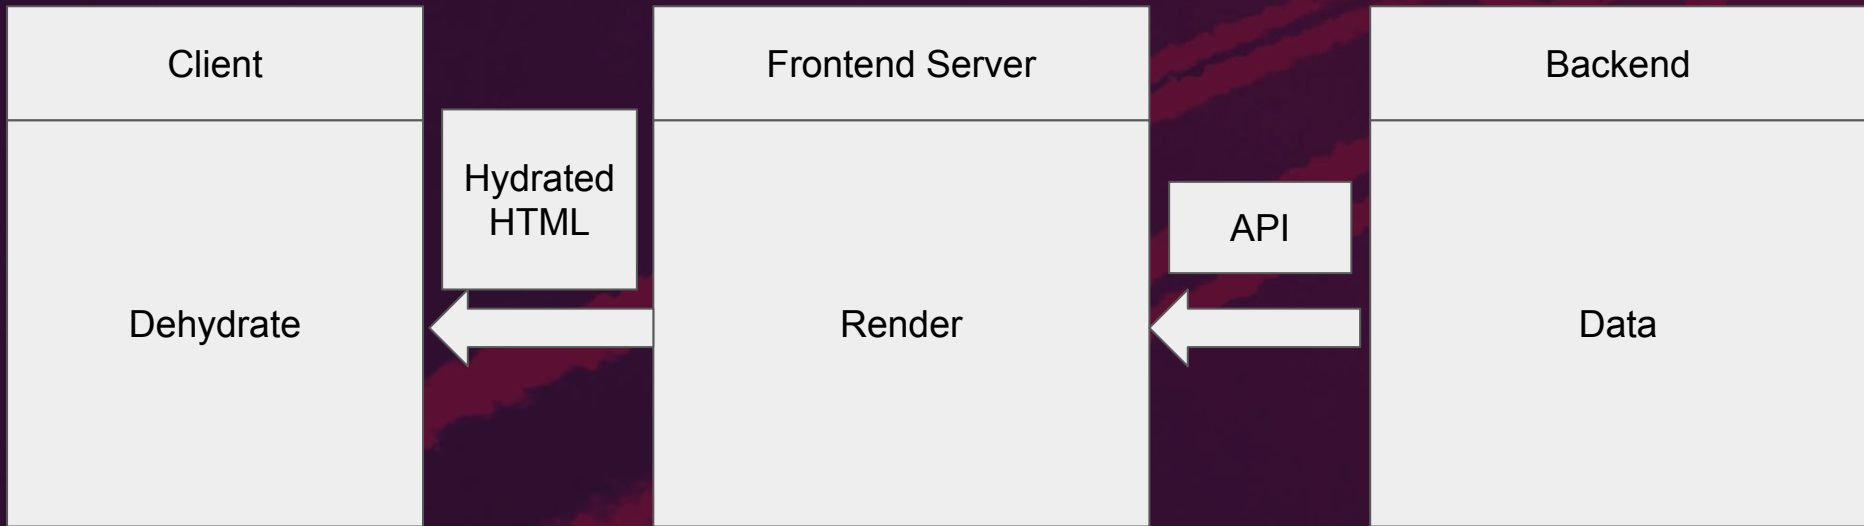 Client
Frontend Server
Backend
Hydrated
HTML
API
Dehydrate
Render
Data